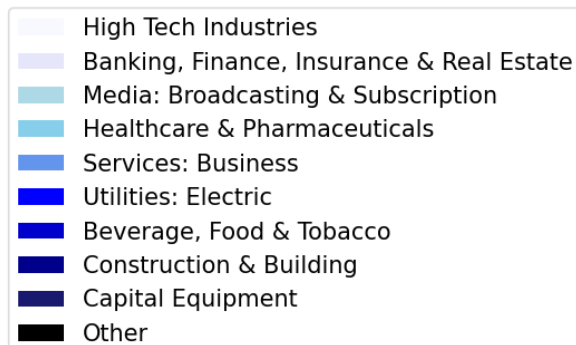 High Tech Industries
Banking, Finance, Insurance & Real Estate
Media: Broadcasting & Subscription
Healthcare & Pharmaceuticals
Services: Business
Utilities: Electric
Beverage, Food & Tobacco
Construction & Building
Capital Equipment
Other